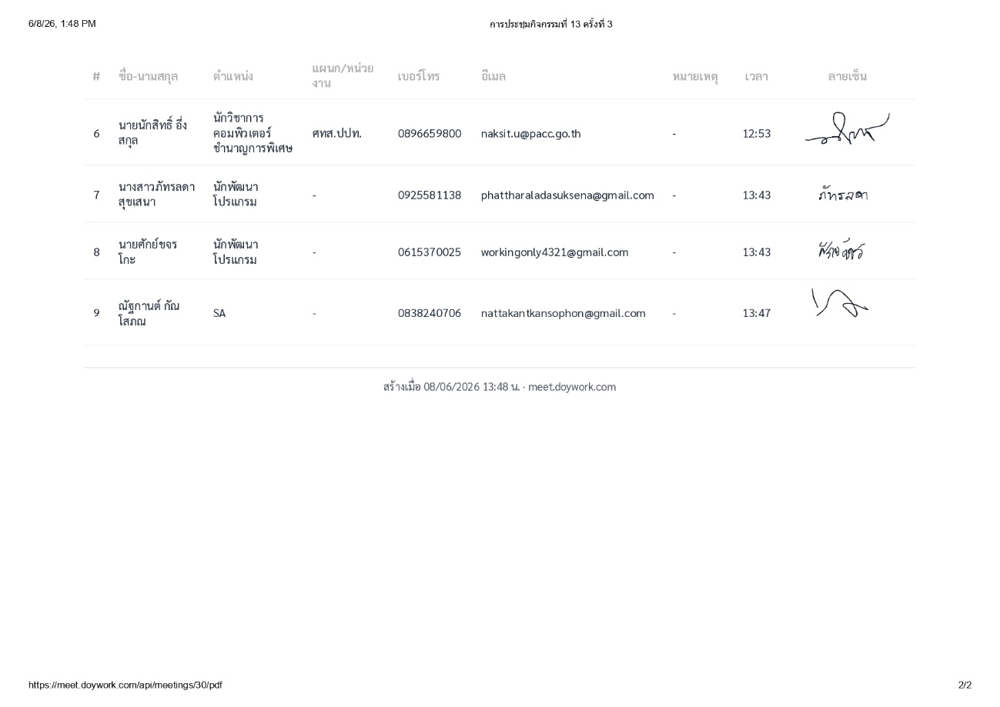 6/8/26, 1:48 PM
การประชุมกิจกรรมที่ 13 ครั้งที่ 3
# ชื่อ-นามสกุล ตำแหน่ง แผนก/หน่วย
งาน เบอร์โทร อีเมล หมายเหตุ เวลา ลายเซ็น
6 นายนักสิทธิ์ อึ่ง
สกุล นักวิชาการ
คอมพิวเตอร์
ชำนาญการพิเศษ ศทส.ปปท. 0896659800 naksit.u@pacc.go.th - 12:53
7 นางสาวภัทรลดา
สุขเสนา นักพัฒนา
โปรแกรม - 0925581138 phattharaladasuksena@gmail.com - 13:43 ภัทรลดา
8 นายศักย์ขจร
โกะ นักพัฒนา
โปรแกรม - 0615370025 workingonly4321@gmail.com - 13:43
9 ณัฐกานต์ กัณ
โสภณ SA - 0838240706 nattakantkansophon@gmail.com - 13:47
สร้างเมื่อ 08/06/2026 13:48 น. · meet.doywork.com
https://meet.doywork.com/api/meetings/30/pdf
2/2